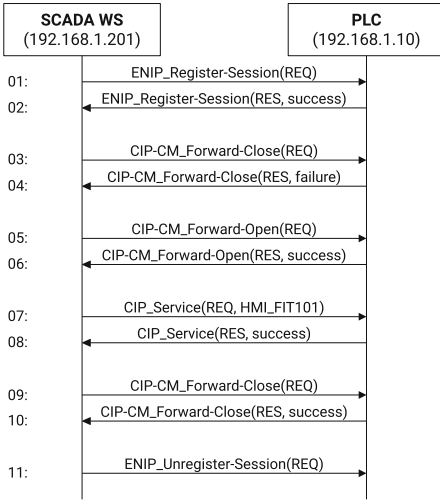 SCADA WS
(192.168.1.201)
PLC
(192.168.1.10)
01: ENIP_Register-Session(REQ)
02: ENIP_Register-Session(RES, success)
03: CIP-CM_Forward-Close(REQ)
04: CIP-CM_Forward-Close(RES, failure)
05: CIP-CM_Forward-Open(REQ)
06: CIP-CM_Forward-Open(RES, success)
07: CIP_Service(REQ, HMI_FIT101)
08: CIP_Service(RES, success)
09: CIP-CM_Forward-Close(REQ)
10: CIP-CM_Forward-Close(RES, success)
11: ENIP_Unregister-Session(REQ)